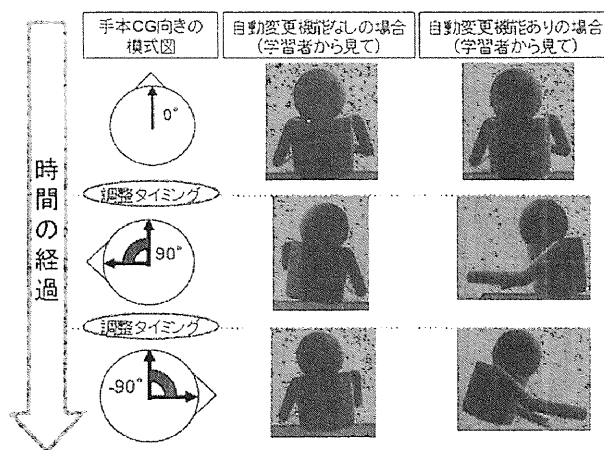 手本CG向きの
模式図
自動変更機能なしの場合
(学習者から見て)
自動変更機能ありの場合
(学習者から見て)
時間の経過
0°
調整タイミング
90°
調整タイミング
-90°